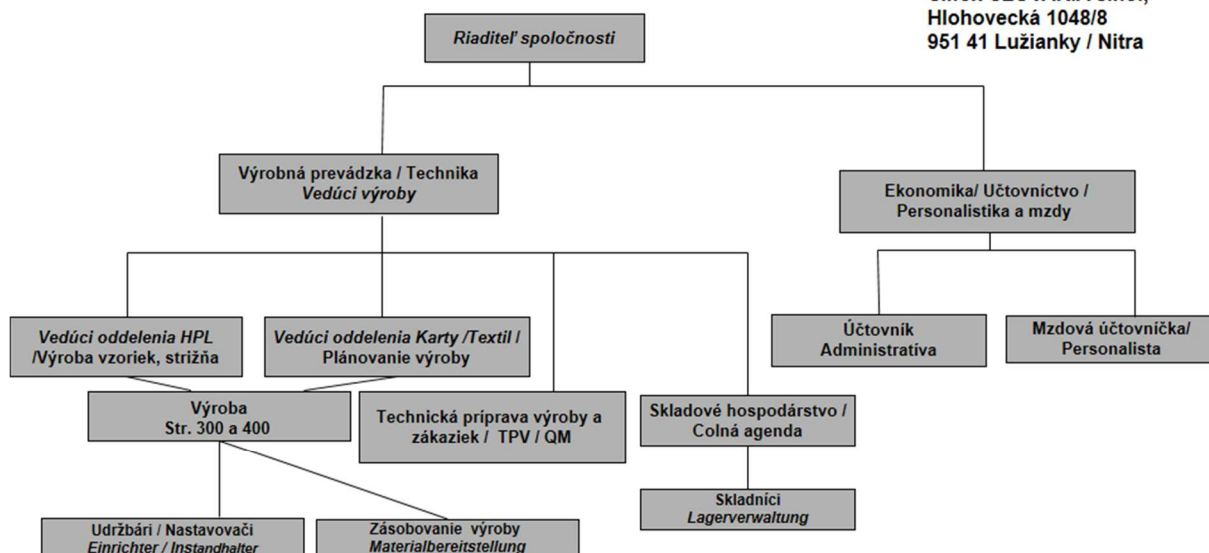 Hlohovecká 1048/8
951 41 Lužianky / Nitra
Riaditeľ spoločnosti
Výrobná prevádzka / Technika
Vedúci výroby
Ekonomika/ Účtovníctvo /
Personalistika a mzdy
Vedúci oddelenia HPL
/Výroba vzoriek, strižňa
Vedúci oddelenia Karty /Textil /
Plánovanie výroby
Účtovník
Administratíva
Mzdová účtovníčka/
Personalista
Výroba
Str. 300 a 400
Technická príprava výroby a
zákaziek / TPV / QM
Skladové hospodárstvo /
Colná agenda
Skladníci
Lagerverwaltung
Udržbári / Nastavovači
Einrichter / Instandhalter
Zásobovanie výroby
Materialbereitstellung